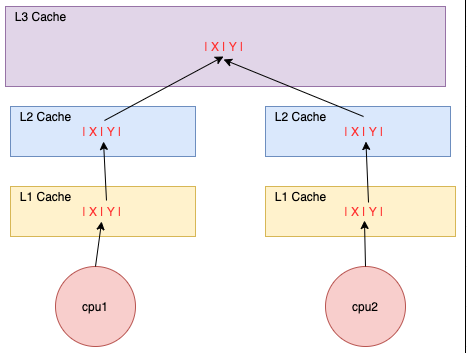 L3 Cache
| X | Y |
L2 Cache
| X | Y |
L2 Cache
| X | Y |
L1 Cache
| X | Y |
L1 Cache
| X | Y |
cpu1
cpu2